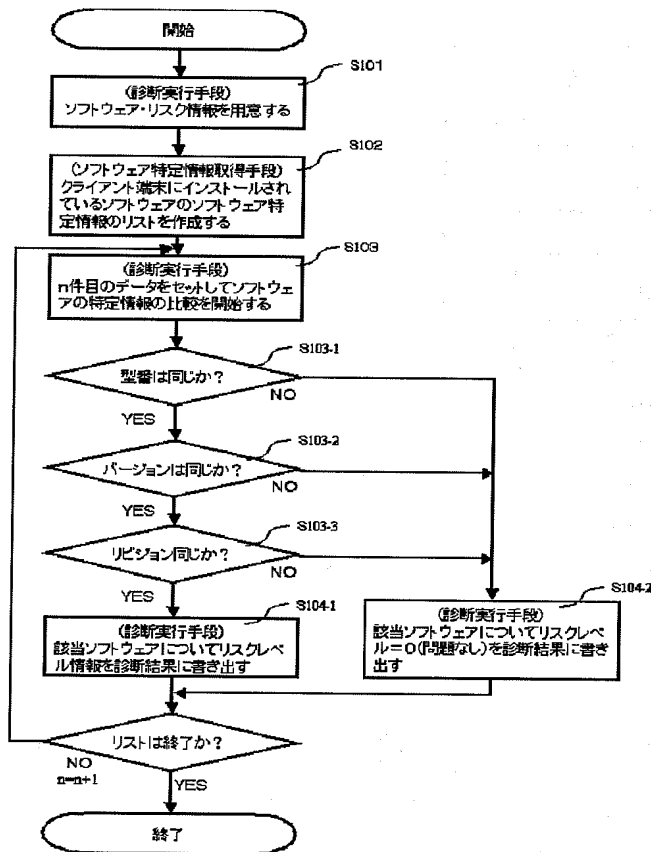 開始
S101
(診断実行手段)
ソフトウェア・リスク情報を用意する
S102
(ソフトウェア特定情報取得手段)
クライアント端末にインストールされ
ているソフトウェアのソフトウェア特
定情報のリストを作成する
S103
(診断実行手段)
n件目のデータをセットしてソフトウェ
アの特定情報の比較を開始する
S103-1
型番は同じか?
NO
YES
S103-2
バージョンは同じか?
NO
YES
S103-3
リビジョン同じか?
NO
YES
S104-1
(診断実行手段)
該当ソフトウェアについてリスクレベ
ル情報を診断結果に書き出す
S104-2
(診断実行手段)
該当ソフトウェアについてリスクレベ
ル=0(問題なし)を診断結果に書き
出す
リストは終了か?
NO
n=n+1
YES
終了